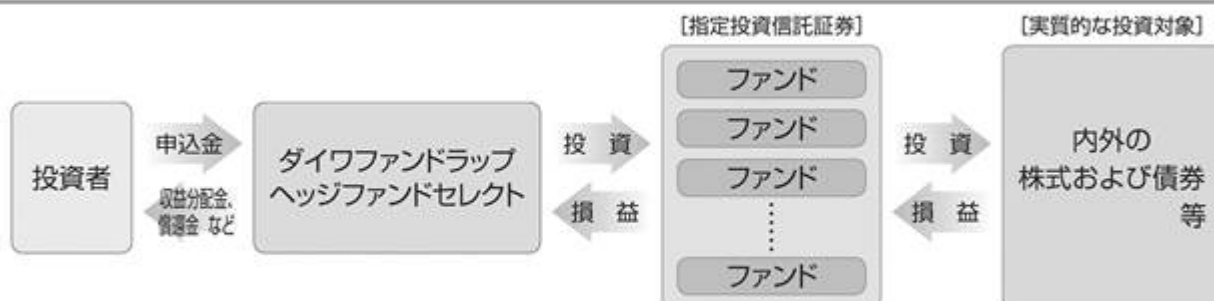 [指定投資信託証券]
[実質的な投資対象]
投資者
申込金
収益分配金、
償還金 など
ダイワファンドラップ
ヘッジファンドセレクト
投 資
損 益
ファンド
ファンド
ファンド
ファンド
投 資
損 益
内外の
株式および債券
等